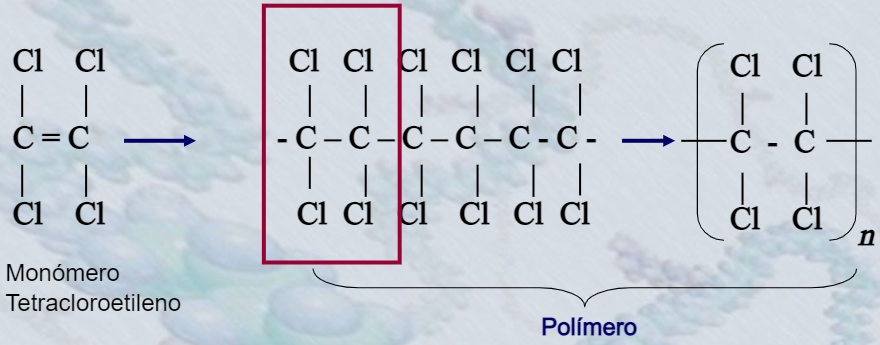 Cl Cl Cl Cl Cl Cl Cl Cl Cl Cl
| | | | | | | | | |
C = C - C – C – C – C – C - C - C - C
| | | | | | | | | |
Cl Cl Cl Cl Cl Cl Cl Cl Cl Cl
n
Monómero
Tetracloroetileno
Polímero